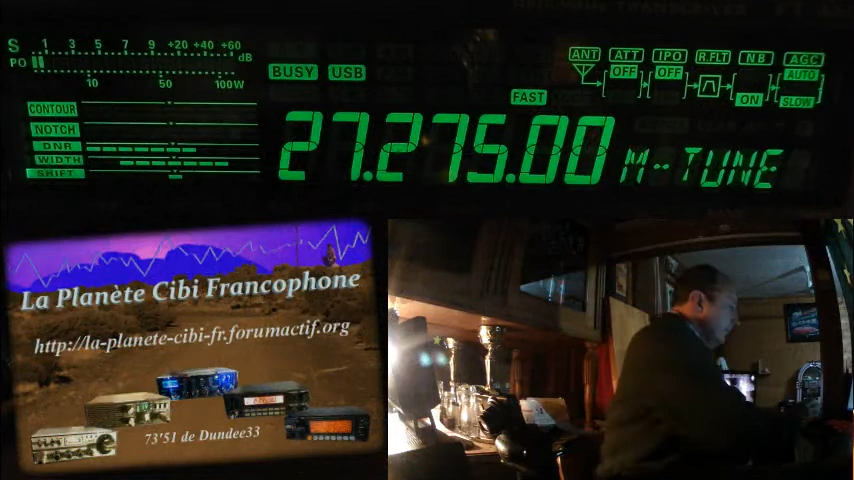 S 1 3 5 7 9 +20 +40 +60 dB
PO 10 50 100W
BUSY USB
ANT ATT IPO R.FLT NB AGC
OFF OFF AUTO
ON SLOW
FAST
CONTOUR
NOTCH
DNR
WIDTH
SHIFT
27.275.00 M-TUNE
La Planète Cibi Francophone
http://la-planete-cibi-fr.forumactif.org
73'51 de Dundee33